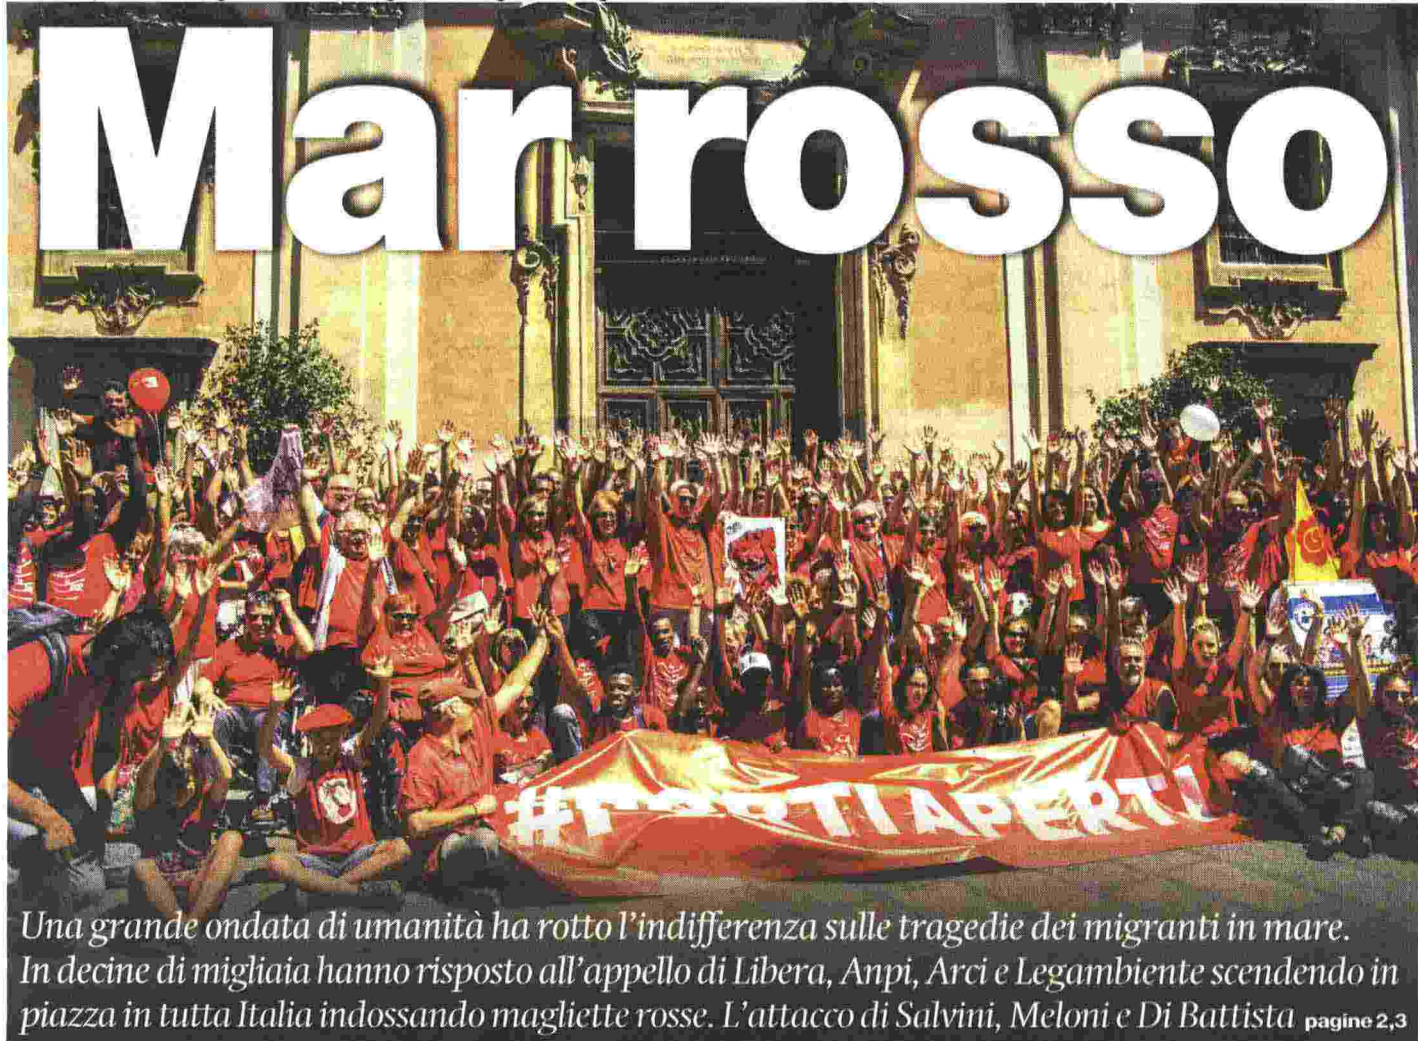 Mar rosso
#PORTIAPERTI
Una grande ondata di umanità ha rotto l'indifferenza sulle tragedie dei migranti in mare.
In decine di migliaia hanno risposto all'appello di Libera, Anpi, Arci e Legambiente scendendo in
piazza in tutta Italia indossando magliette rosse. L'attacco di Salvini, Meloni e Di Battista pagine 2,3